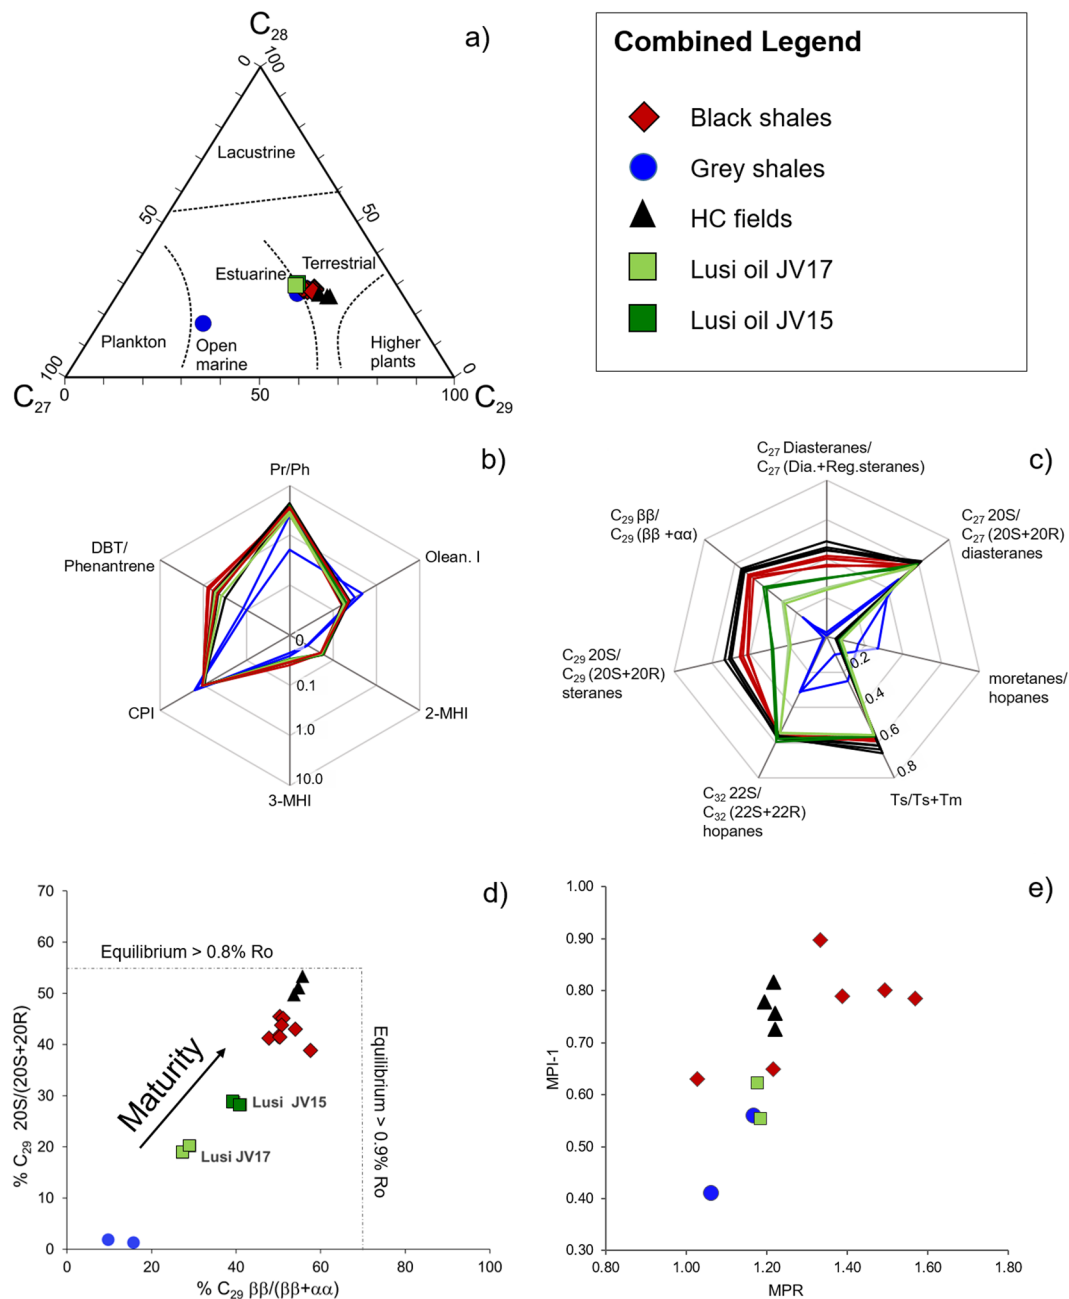 C28
a)
0
100
Lacustrine
50
50
Estuarine
Terrestrial
Plankton
Open
marine
Higher
plants
100
0
C27
0
50
100
C29
Combined Legend
Black shales
Grey shales
HC fields
Lusi oil JV17
Lusi oil JV15
b)
Pr/Ph
DBT/
Phenantrene
Olean. I
0
0.1
1.0
10.0
CPI
2-MHI
3-MHI
c)
C27 Diasteranes/
C27 (Dia.+Reg.steranes)
C29 ββ/
C29 (ββ +αα)
C27 20S/
C27 (20S+20R)
diasteranes
C29 20S/
C29 (20S+20R)
steranes
moretanes/
hopanes
0.2
0.4
0.6
0.8
C32 22S/
C32 (22S+22R)
hopanes
Ts/Ts+Tm
d)
70
60
50
40
30
20
10
0
% C29 20S/(20S+20R)
Equilibrium > 0.8% Ro
Equilibrium > 0.9% Ro
Maturity
Lusi JV15
Lusi JV17
0
20
40
60
80
100
% C29 ββ/(ββ+αα)
e)
1.00
0.90
0.80
0.70
0.60
0.50
0.40
0.30
MPI-1
0.80
1.00
1.20
1.40
1.60
1.80
MPR